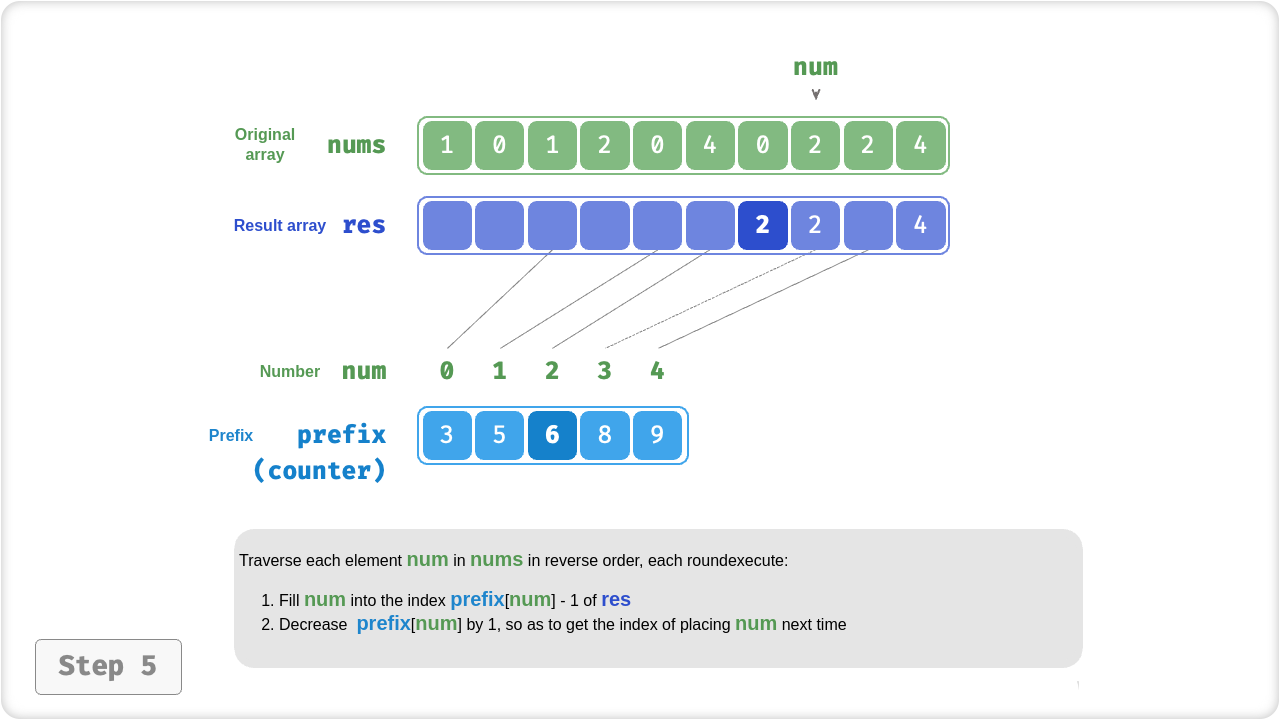 num
Original
array
nums
1 0 1 2 0 4 0 2 2 4
Result array res
2 2 4
Number num
0 1 2 3 4
Prefix prefix
(counter)
3 5 6 8 9
Traverse each element num in nums in reverse order, each roundexecute:
1. Fill num into the index prefix[num] - 1 of res
2. Decrease prefix[num] by 1, so as to get the index of placing num next time
Step 5